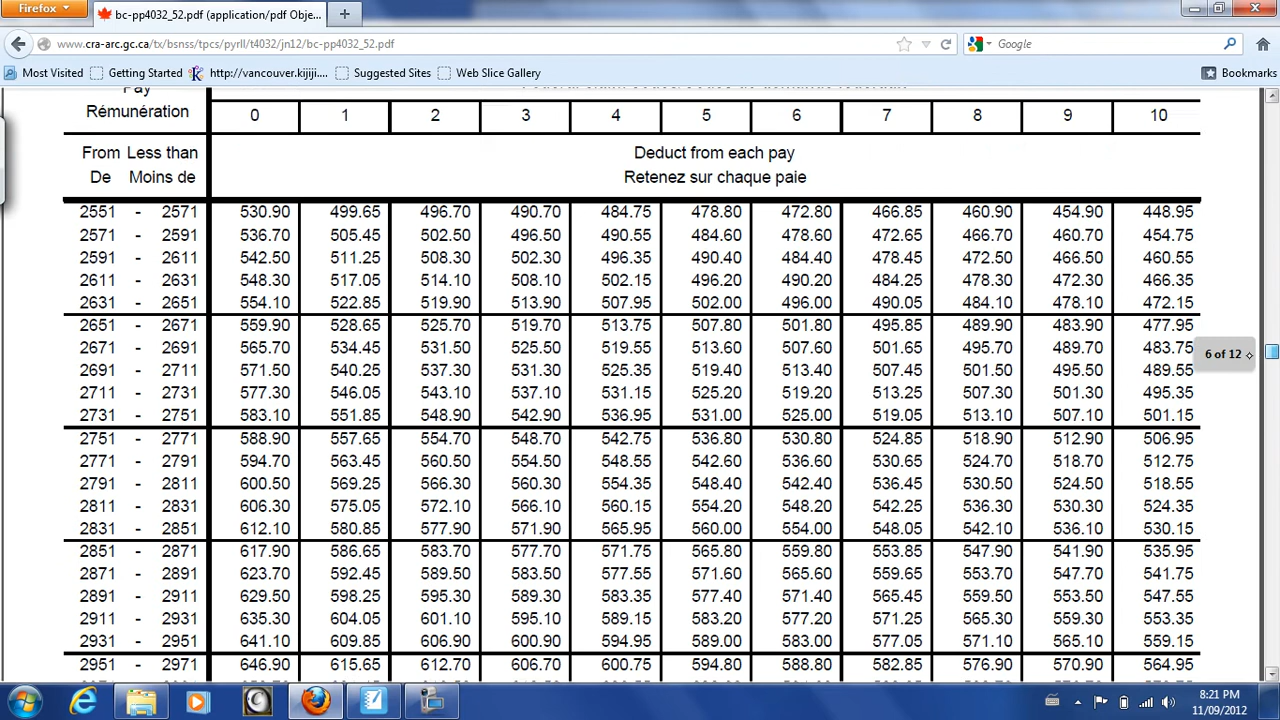 Firefox
bc-pp4032_52.pdf (application/pdf Obje...
www.cra-arc.gc.ca/tx/bsnss/tpcs/pyrll/t4032/jn12/bc-pp4032_52.pdf
Google
Most Visited Getting Started http://vancouver.kijiji.... Suggested Sites Web Slice Gallery Bookmarks
Pay
Rémunération 0 1 2 3 4 5 6 7 8 9 10
From Less than Deduct from each pay
De Moins de Retenez sur chaque paie
2551 - 2571 530.90 499.65 496.70 490.70 484.75 478.80 472.80 466.85 460.90 454.90 448.95
2571 - 2591 536.70 505.45 502.50 496.50 490.55 484.60 478.60 472.65 466.70 460.70 454.75
2591 - 2611 542.50 511.25 508.30 502.30 496.35 490.40 484.40 478.45 472.50 466.50 460.55
2611 - 2631 548.30 517.05 514.10 508.10 502.15 496.20 490.20 484.25 478.30 472.30 466.35
2631 - 2651 554.10 522.85 519.90 513.90 507.95 502.00 496.00 490.05 484.10 478.10 472.15
2651 - 2671 559.90 528.65 525.70 519.70 513.75 507.80 501.80 495.85 489.90 483.90 477.95
2671 - 2691 565.70 534.45 531.50 525.50 519.55 513.60 507.60 501.65 495.70 489.70 483.75
6 of 12
2691 - 2711 571.50 540.25 537.30 531.30 525.35 519.40 513.40 507.45 501.50 495.50 489.55
2711 - 2731 577.30 546.05 543.10 537.10 531.15 525.20 519.20 513.25 507.30 501.30 495.35
2731 - 2751 583.10 551.85 548.90 542.90 536.95 531.00 525.00 519.05 513.10 507.10 501.15
2751 - 2771 588.90 557.65 554.70 548.70 542.75 536.80 530.80 524.85 518.90 512.90 506.95
2771 - 2791 594.70 563.45 560.50 554.50 548.55 542.60 536.60 530.65 524.70 518.70 512.75
2791 - 2811 600.50 569.25 566.30 560.30 554.35 548.40 542.40 536.45 530.50 524.50 518.55
2811 - 2831 606.30 575.05 572.10 566.10 560.15 554.20 548.20 542.25 536.30 530.30 524.35
2831 - 2851 612.10 580.85 577.90 571.90 565.95 560.00 554.00 548.05 542.10 536.10 530.15
2851 - 2871 617.90 586.65 583.70 577.70 571.75 565.80 559.80 553.85 547.90 541.90 535.95
2871 - 2891 623.70 592.45 589.50 583.50 577.55 571.60 565.60 559.65 553.70 547.70 541.75
2891 - 2911 629.50 598.25 595.30 589.30 583.35 577.40 571.40 565.45 559.50 553.50 547.55
2911 - 2931 635.30 604.05 601.10 595.10 589.15 583.20 577.20 571.25 565.30 559.30 553.35
2931 - 2951 641.10 609.85 606.90 600.90 594.95 589.00 583.00 577.05 571.10 565.10 559.15
2951 - 2971 646.90 615.65 612.70 606.70 600.75 594.80 588.80 582.85 576.90 570.90 564.95
8:21 PM
11/09/2012